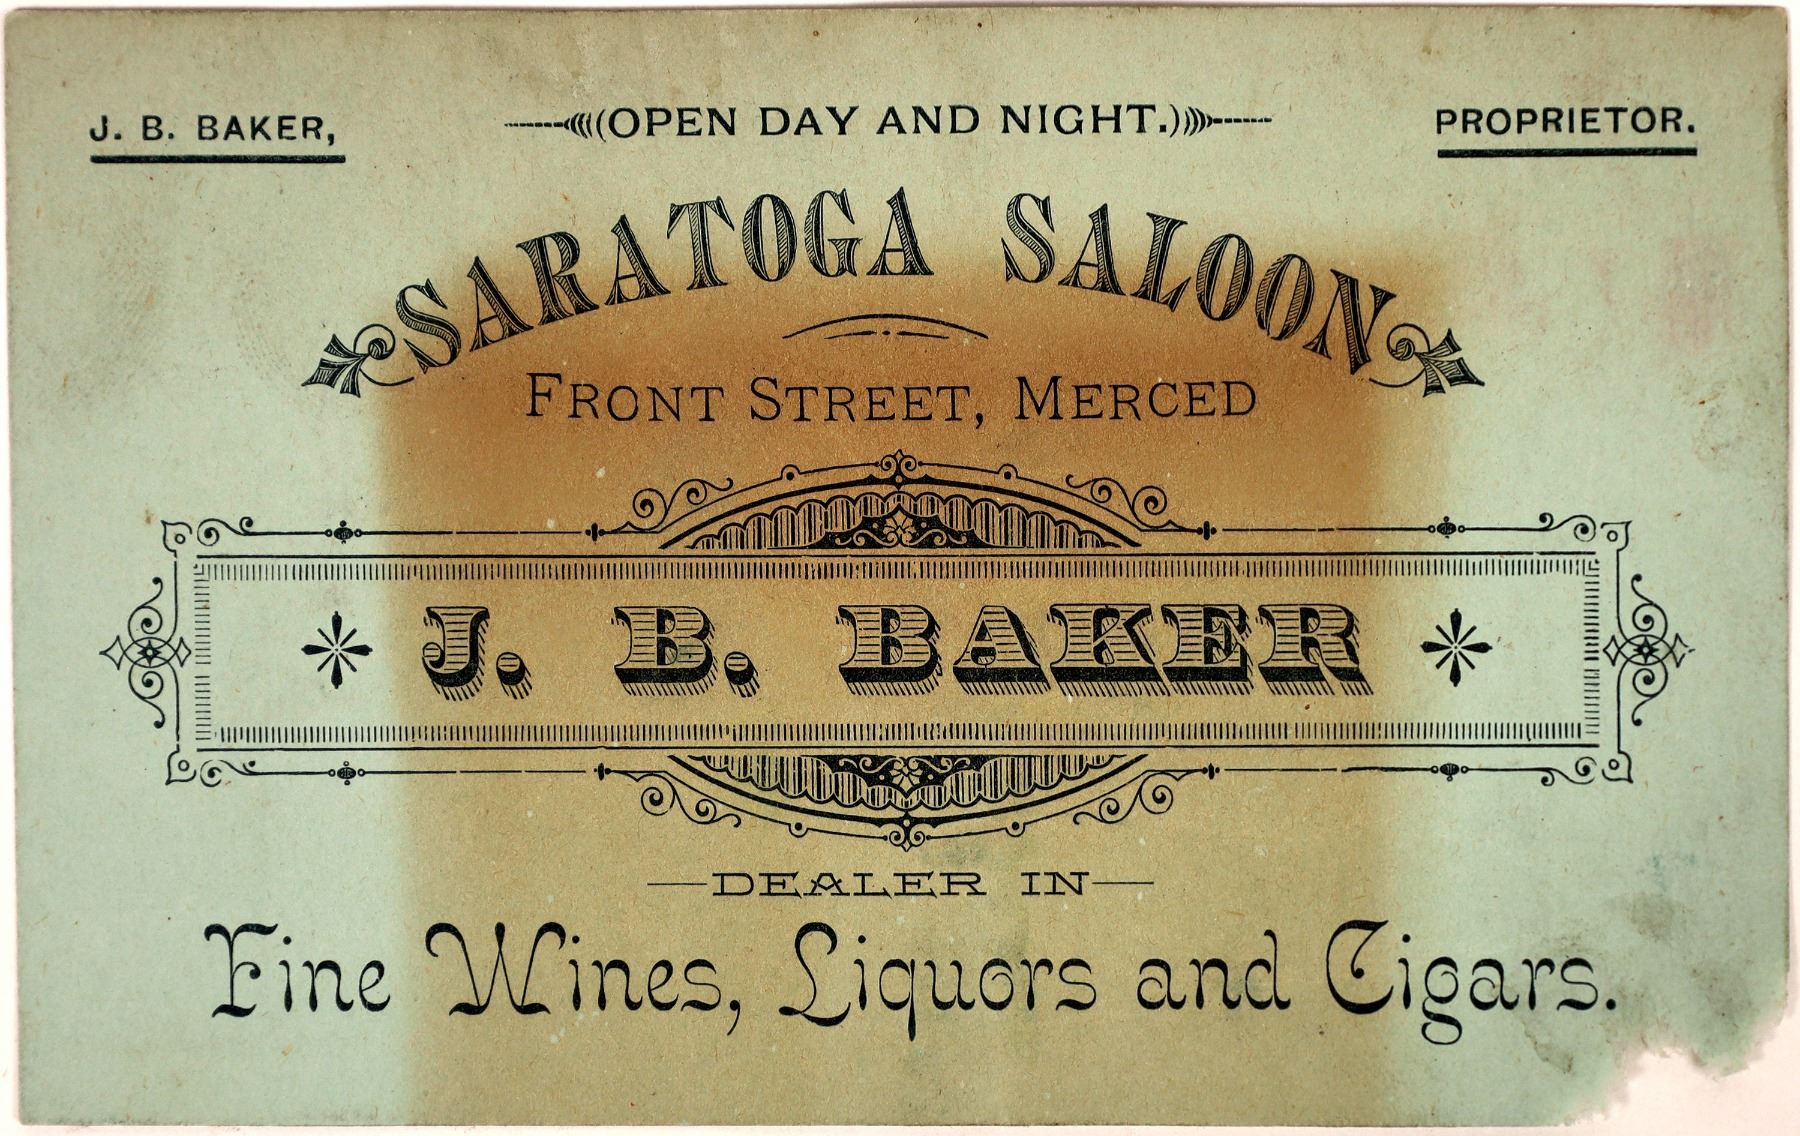 J. B. BAKER, (OPEN DAY AND NIGHT.) PROPRIETOR.
SARATOGA SALOON
FRONT STREET, MERCED
J. B. BAKER
—DEALER IN—
Fine Wines, Liquors and Cigars.